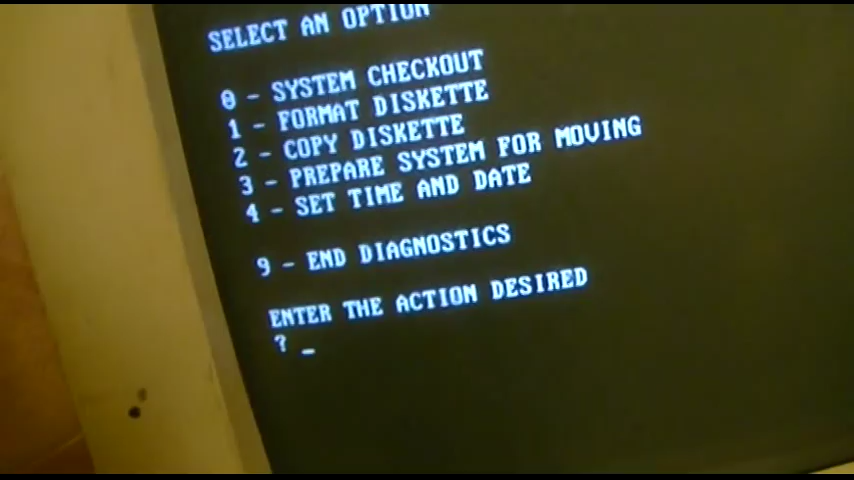 SELECT AN OPTION
0 - SYSTEM CHECKOUT
1 - FORMAT DISKETTE
2 - COPY DISKETTE
3 - PREPARE SYSTEM FOR MOVING
4 - SET TIME AND DATE
9 - END DIAGNOSTICS
ENTER THE ACTION DESIRED
? _